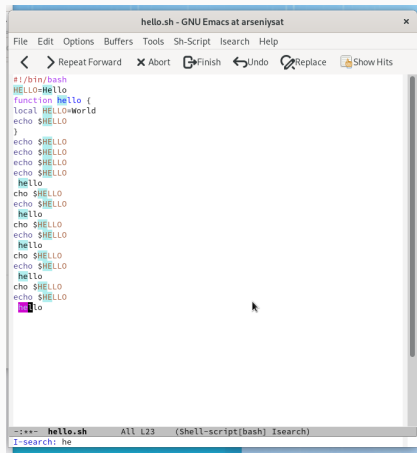 hello.sh - GNU Emacs at arseniysat
File Edit Options Buffers Tools Sh-Script Isearch Help
Repeat Forward Abort Finish Undo Replace Show Hits
#!/bin/bash
HELLO=Hello
function hello {
local HELLO=World
echo $HELLO
}
echo $HELLO
echo $HELLO
echo $HELLO
echo $HELLO
 hello
cho $HELLO
echo $HELLO
 hello
cho $HELLO
echo $HELLO
 hello
cho $HELLO
echo $HELLO
 hello
cho $HELLO
echo $HELLO
 hello
-:**- hello.sh All L23 (Shell-script[bash] Isearch)
I-search: he